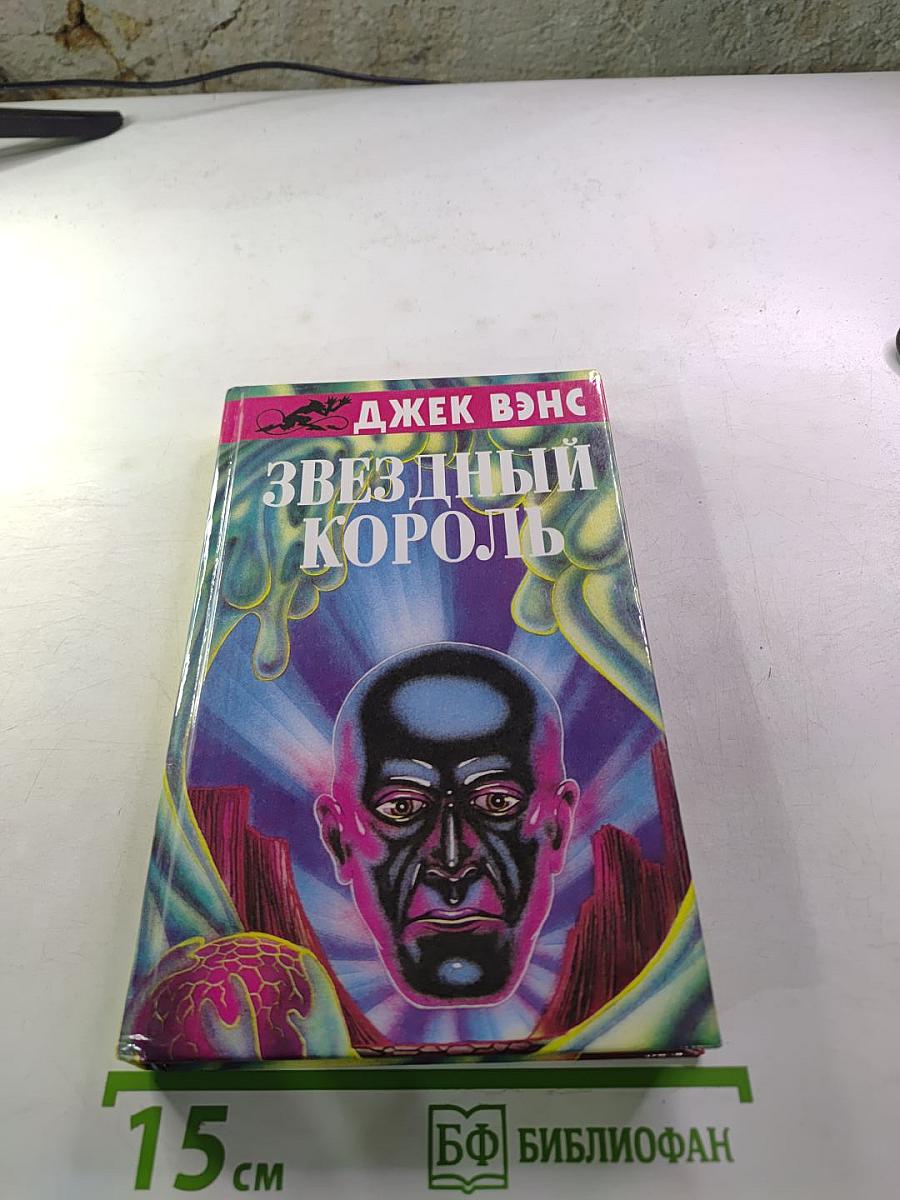 ДЖЕК ВЭНС
ЗВЕЗДНЫЙ
КОРОЛЬ
15 см
БФ БИБЛИОФАН